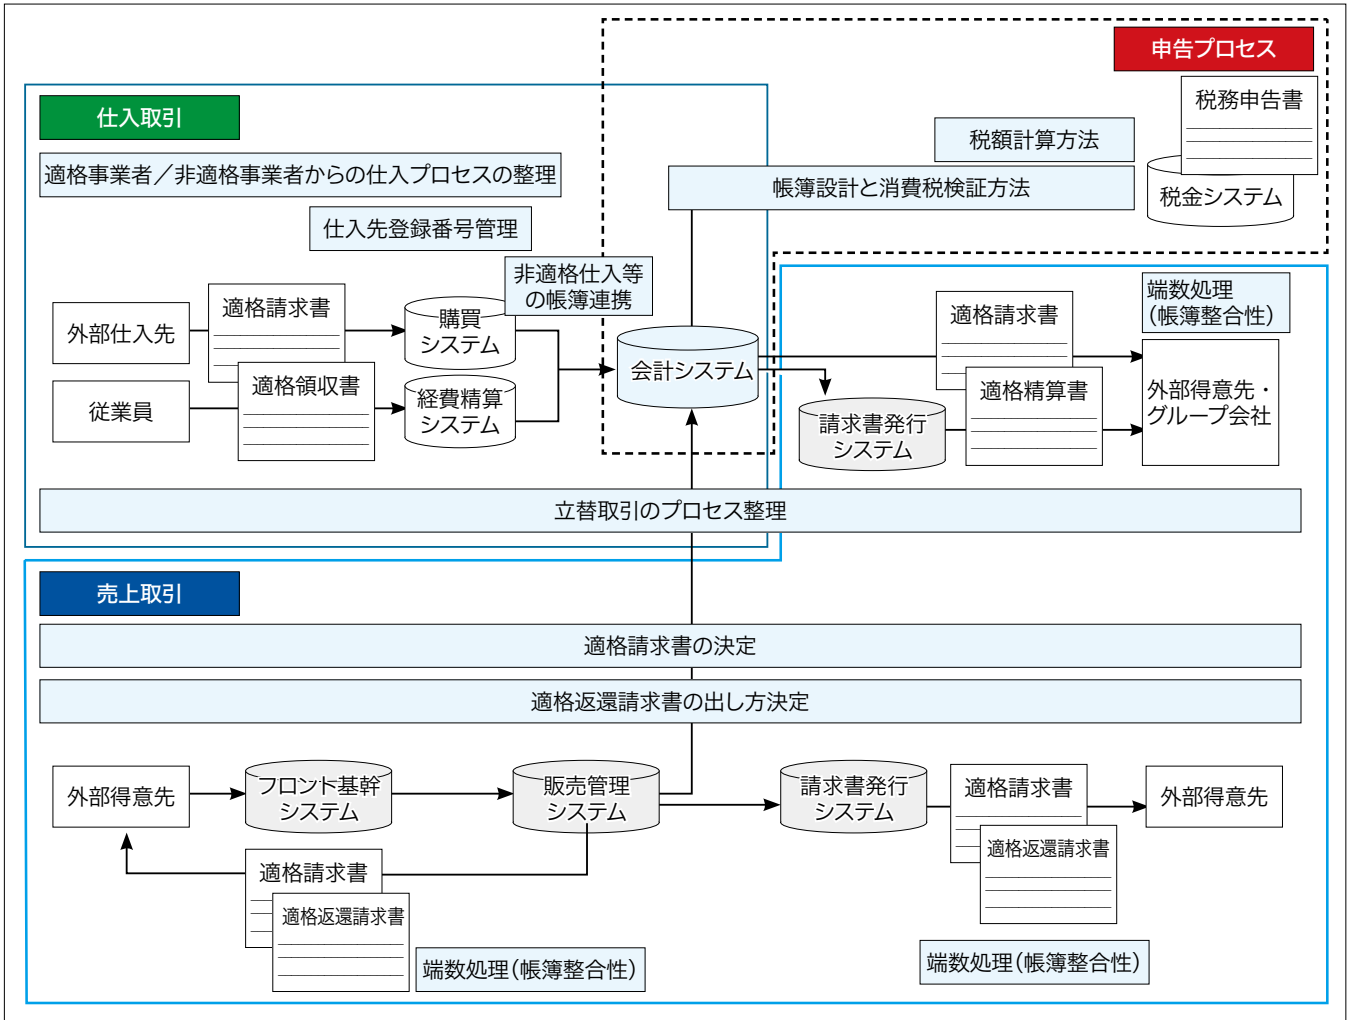 申告プロセス
税務申告書
税金システム
税額計算方法
帳簿設計と消費税検証方法
仕入取引
適格事業者／非適格事業者からの仕入プロセスの整理
仕入先登録番号管理
非適格仕入等
の帳簿連携
外部仕入先
適格請求書
購買
システム
従業員
適格領収書
経費精算
システム
会計システム
請求書発行
システム
適格請求書
適格精算書
端数処理
（帳簿整合性）
外部得意先・
グループ会社
立替取引のプロセス整理
売上取引
適格請求書の決定
適格返還請求書の出し方決定
外部得意先
フロント基幹
システム
販売管理
システム
請求書発行
システム
適格請求書
適格返還請求書
外部得意先
適格請求書
適格返還請求書
端数処理（帳簿整合性）
端数処理（帳簿整合性）